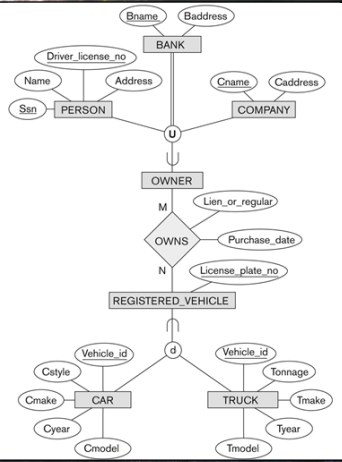 Bname
Baddress
BANK
Driver_license_no
Name
Address
Cname
Caddress
Ssn
PERSON
COMPANY
U
OWNER
M
Lien_or_regular
OWNS
Purchase_date
N
License_plate_no
REGISTERED_VEHICLE
d
Vehicle_id
Vehicle_id
Cstyle
Tonnage
Cmake
CAR
TRUCK
Tmake
Cyear
Tyear
Cmodel
Tmodel